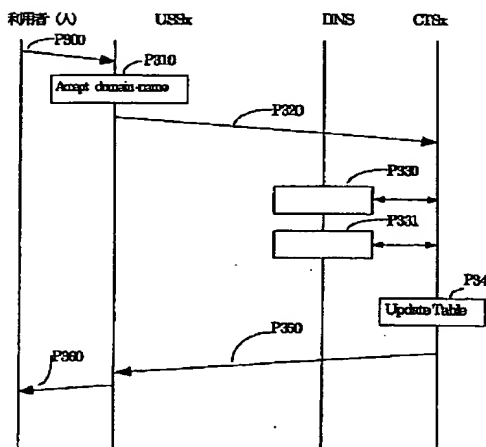 利用者（人） USSx DNS CTSx
P300
P310
Accept domain-name
P320
P330
P331
P34
Update Table
P350
P360